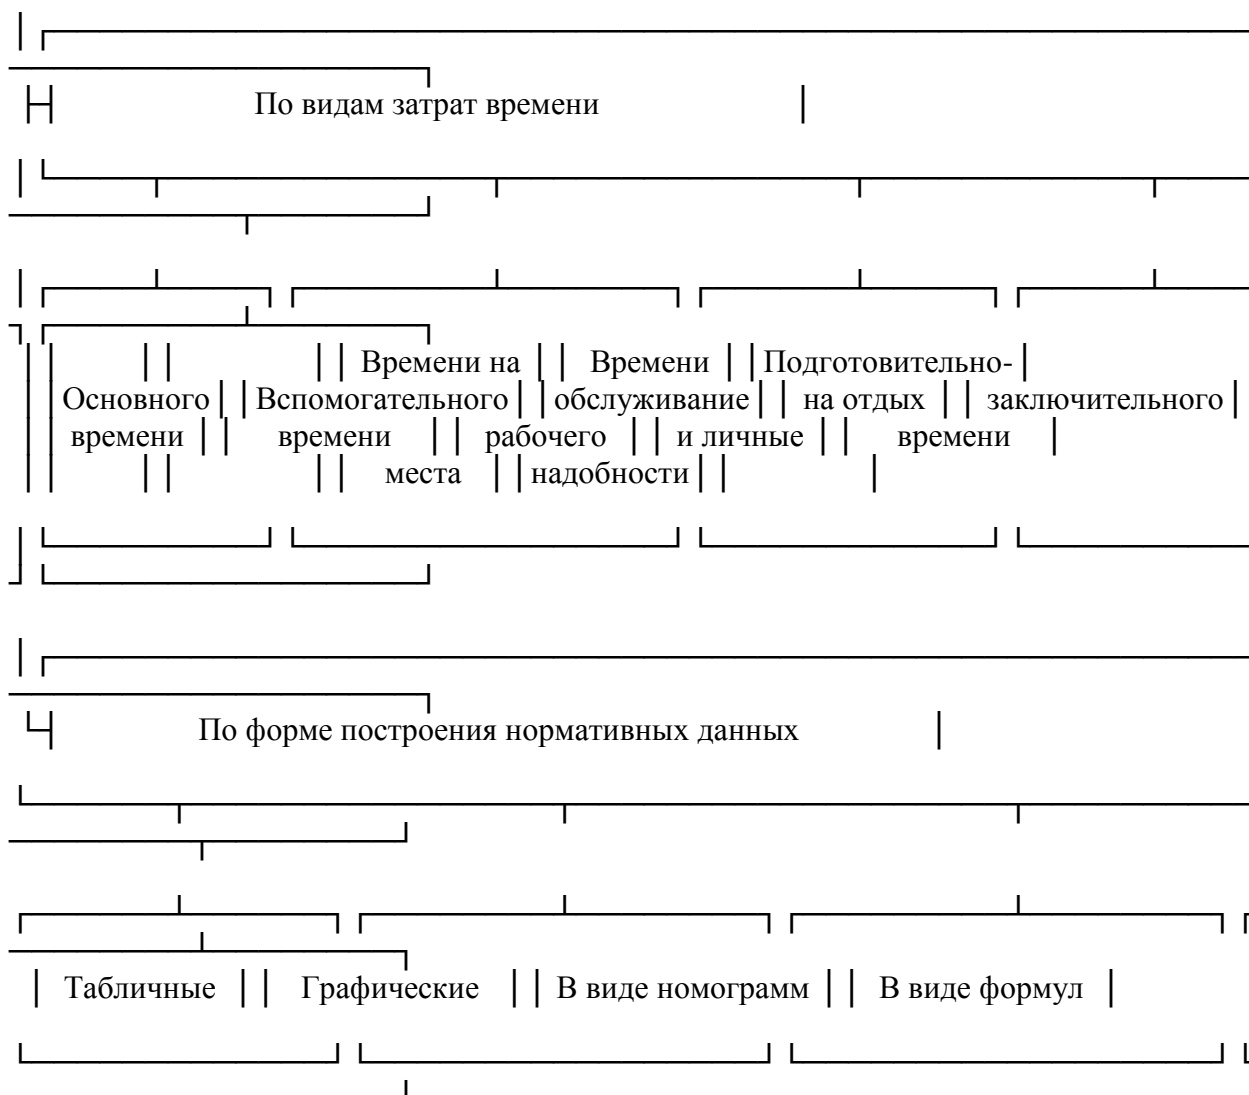 По видам затрат времени
Времени на Времени Подготовительно-
Основного Вспомогательного обслуживание на отдых заключительного
времени времени рабочего и личные времени
места надобности
По форме построения нормативных данных
Табличные Графические В виде номограмм В виде формул